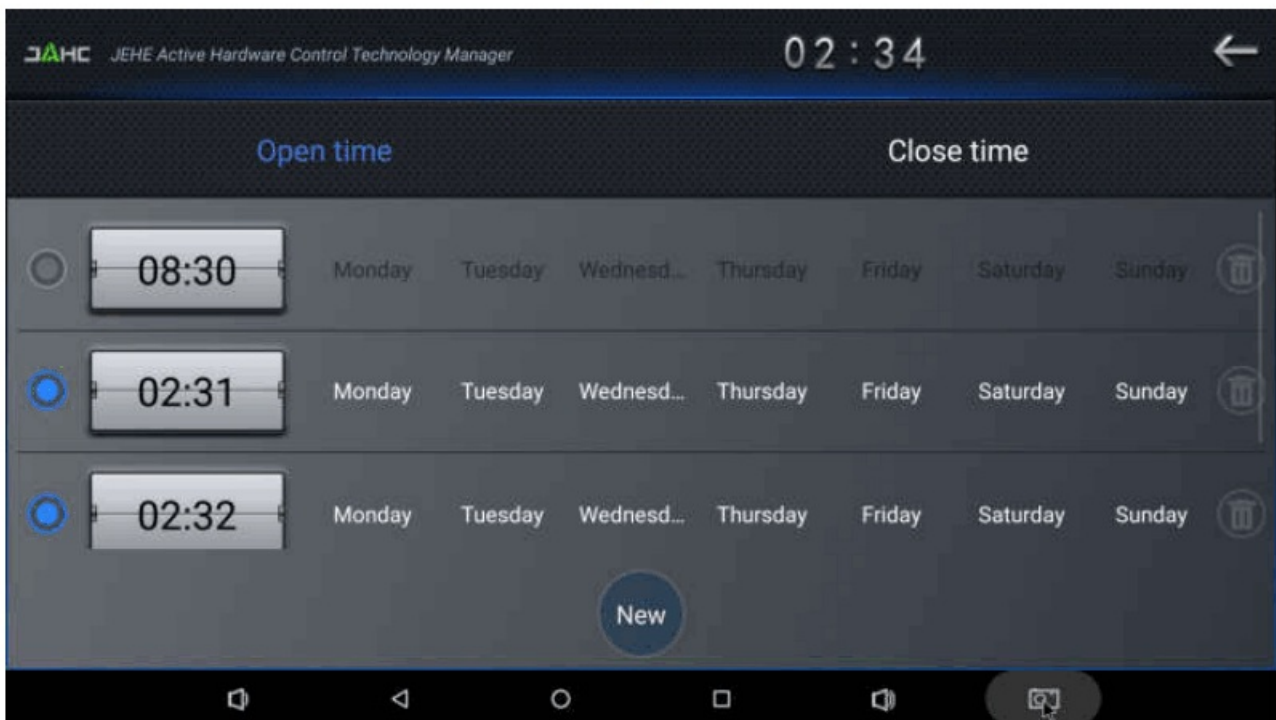 JAHC JEHE Active Hardware Control Technology Manager 02:34
Open time Close time
08:30 Monday Tuesday Wednesd... Thursday Friday Saturday Sunday
02:31 Monday Tuesday Wednesd... Thursday Friday Saturday Sunday
02:32 Monday Tuesday Wednesd... Thursday Friday Saturday Sunday
New